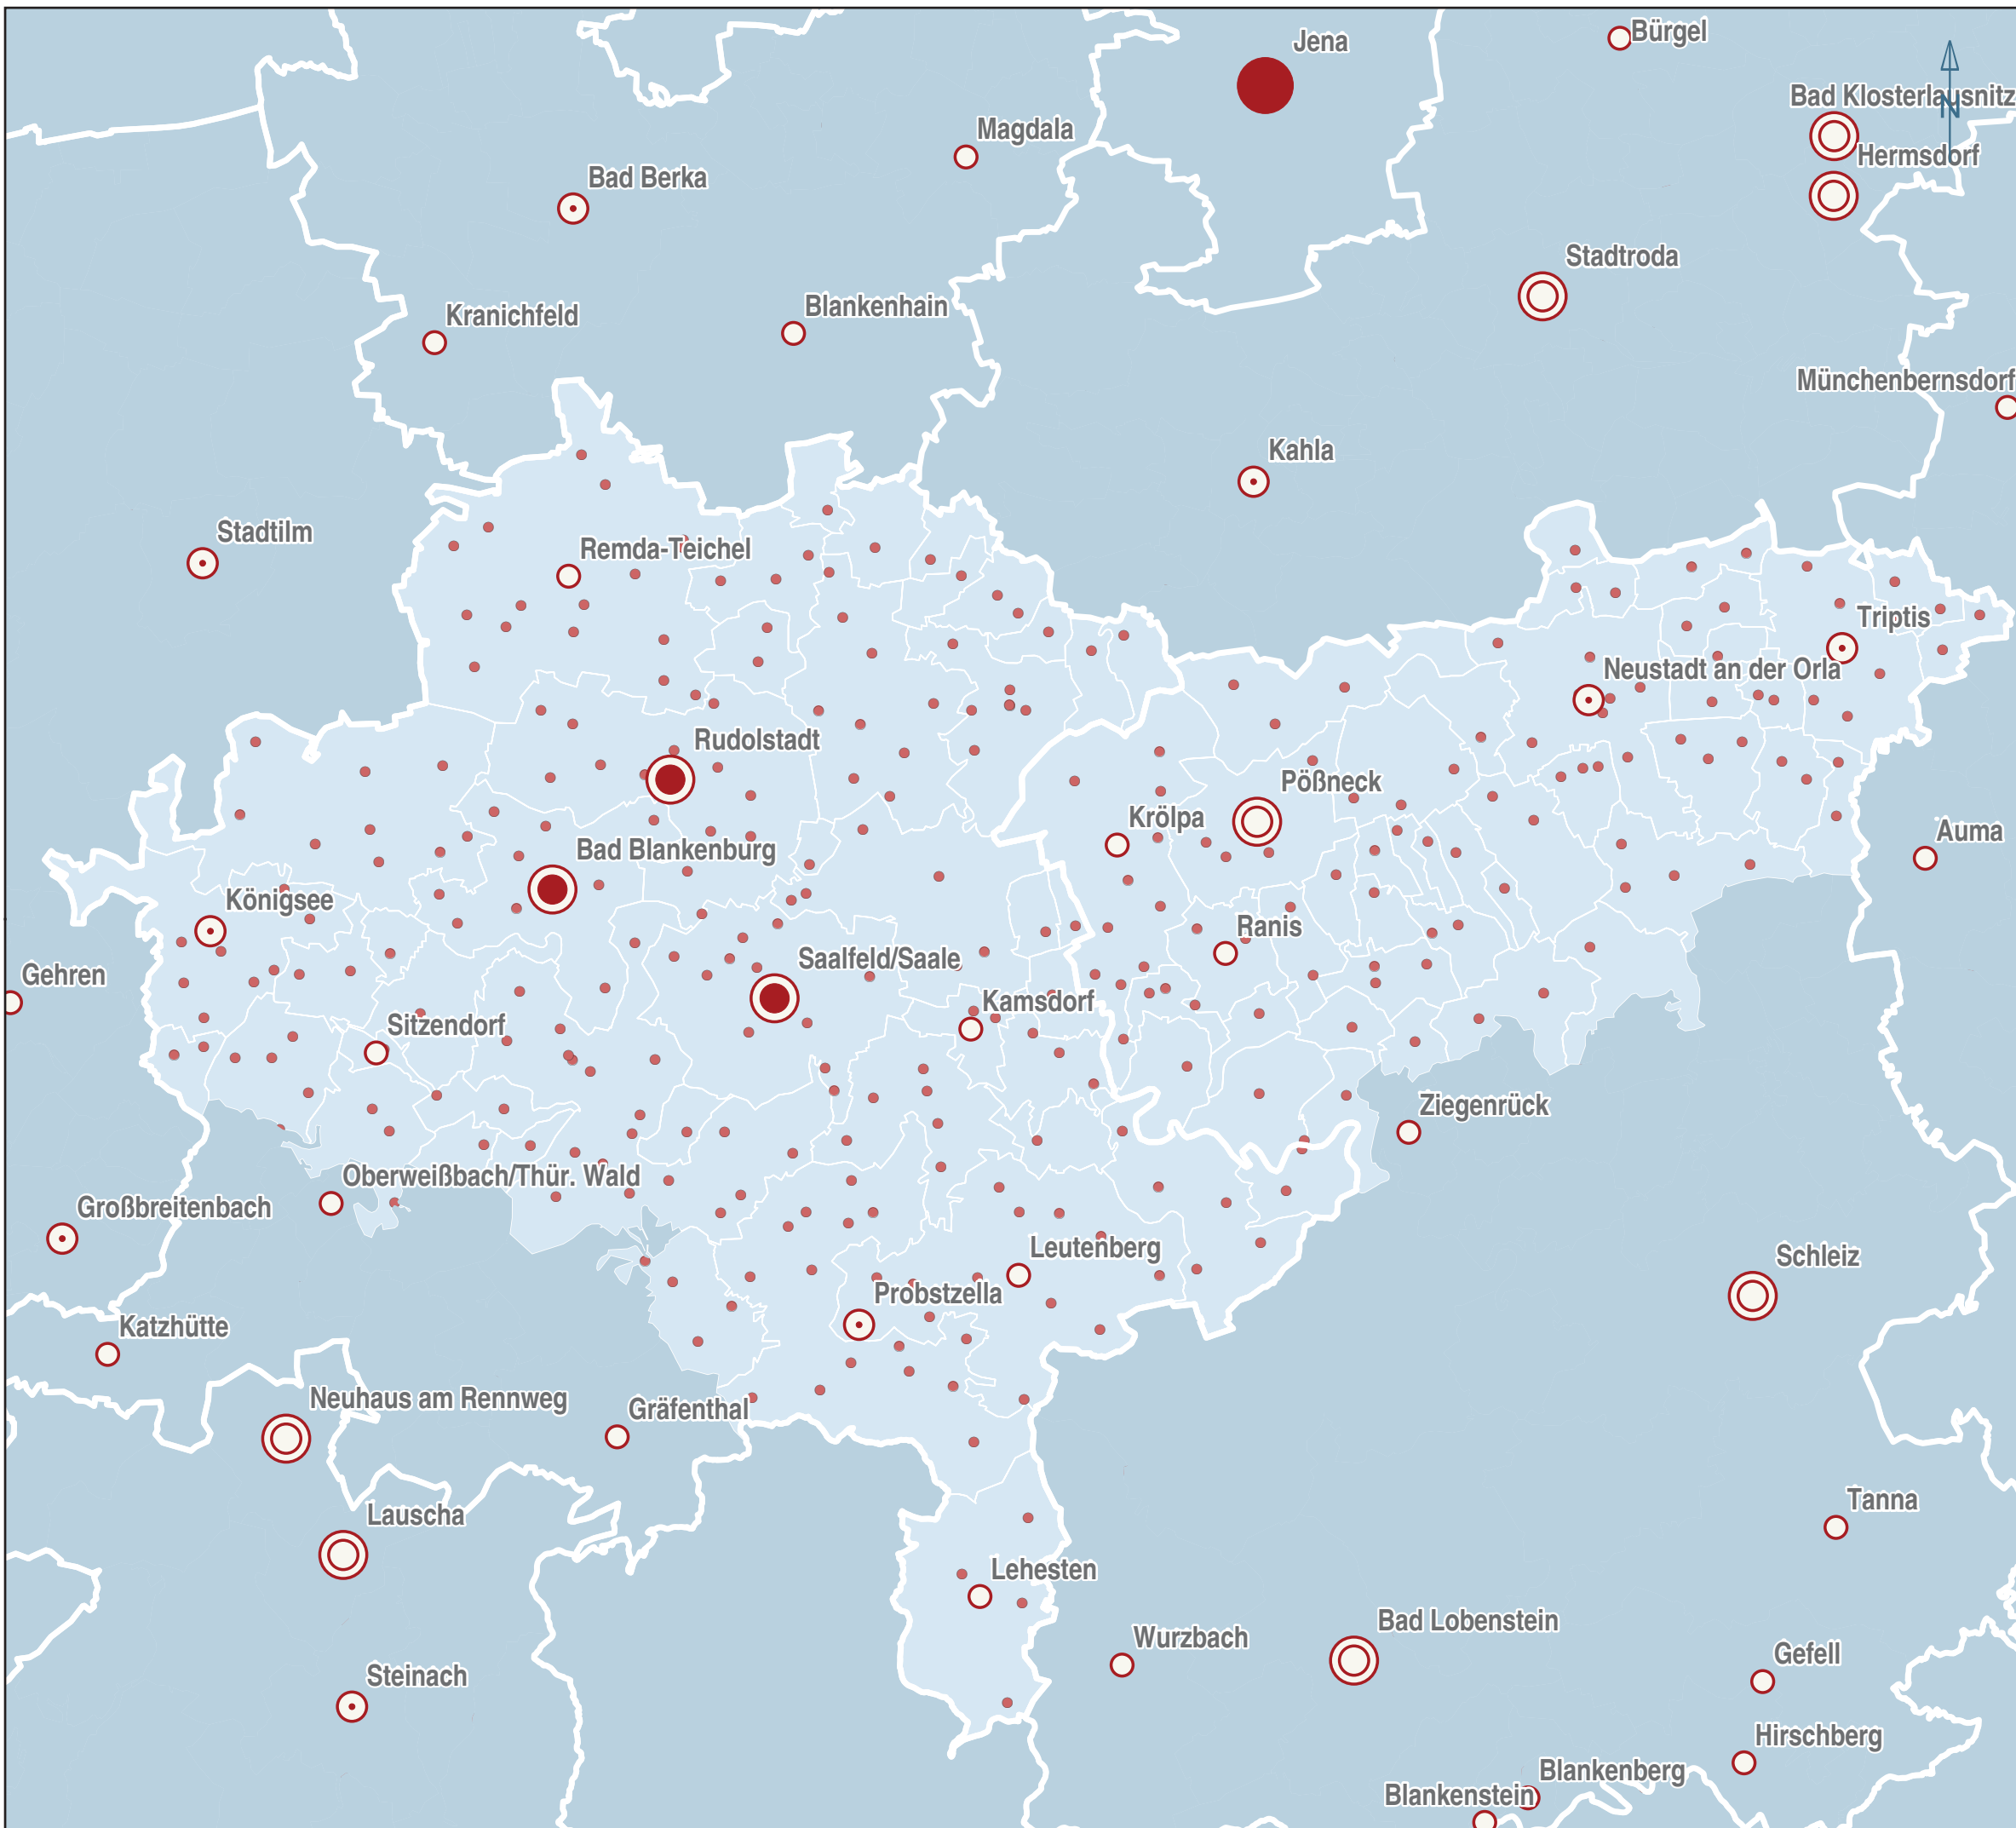 Bürgel
Jena
Bad Klosterlausnitz
N
Magdala
Hermsdorf
Bad Berka
Stadtroda
Blankenhain
Kranichfeld
Münchenbernsdorf
Kahla
Stadtilm
Remda-Teichel
Triptis
Neustadt an der Orla
Rudolstadt
Pößneck
Krölpa
Auma
Bad Blankenburg
Königsee
Ranis
Saalfeld/Saale
Gehren
Kamsdorf
Sitzendorf
Ziegenrück
Oberweißbach/Thür. Wald
Großbreitenbach
Leutenberg
Schleiz
Probstzella
Katzhütte
Neuhaus am Rennweg
Gräfenthal
Tanna
Lauscha
Lehesten
Bad Lobenstein
Wurzbach
Gefell
Steinach
Hirschberg
Blankenberg
Blankenstein